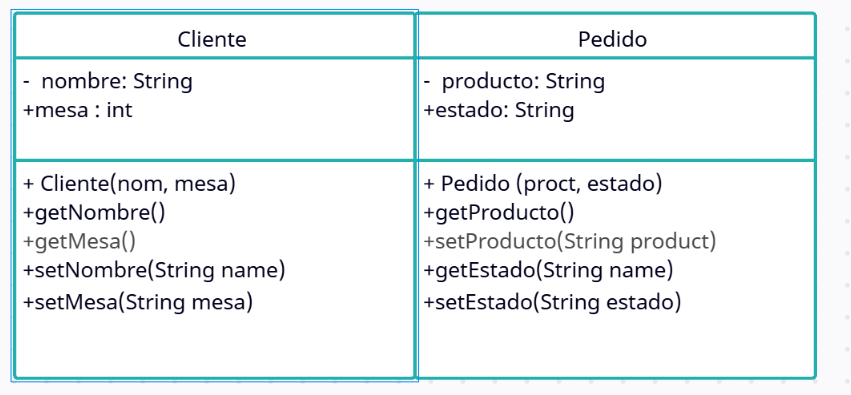 Cliente
- nombre: String
+mesa : int
+ Cliente(nom, mesa)
+getNombre()
+getMesa()
+setNombre(String name)
+setMesa(String mesa)
Pedido
- producto: String
+estado: String
+ Pedido (proct, estado)
+getProducto()
+setProducto(String product)
+getEstado(String name)
+setEstado(String estado)